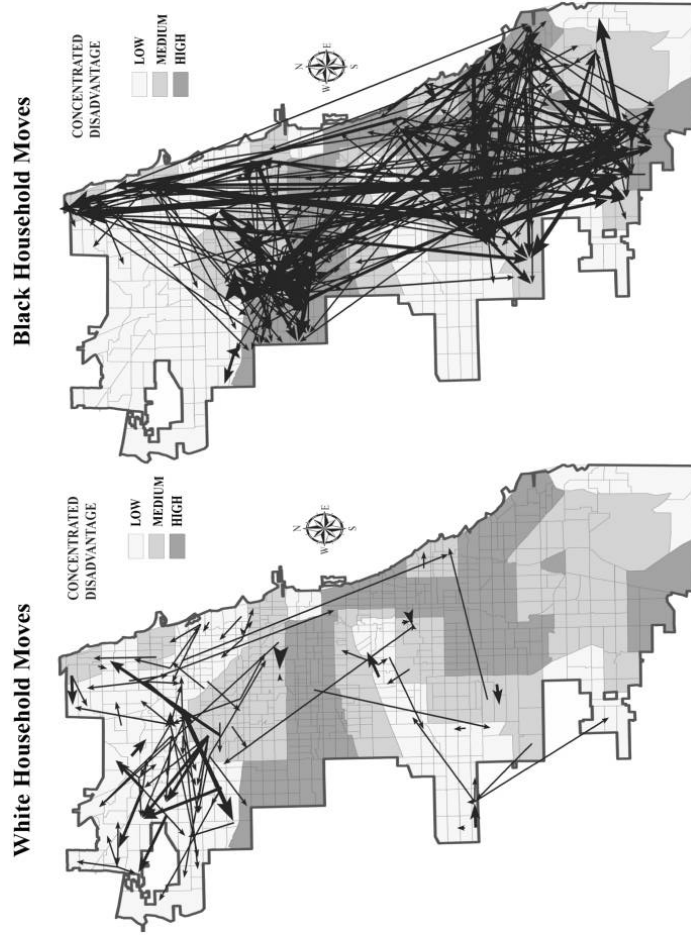 White Household Moves
CONCENTRATED
DISADVANTAGE
LOW
MEDIUM
HIGH
N
W E
S
Black Household Moves
CONCENTRATED
DISADVANTAGE
LOW
MEDIUM
HIGH
N
W E
S